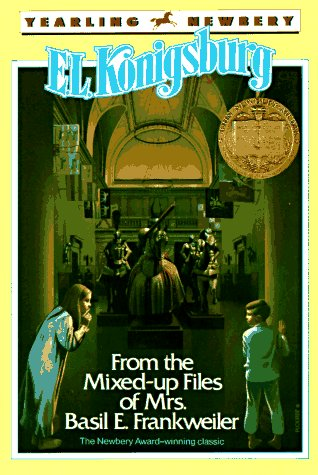 YEARLING NEWBERY
E.L. Konigsburg
From the
Mixed-up Files
of Mrs.
Basil E. Frankweiler
The Newbery Award-winning classic